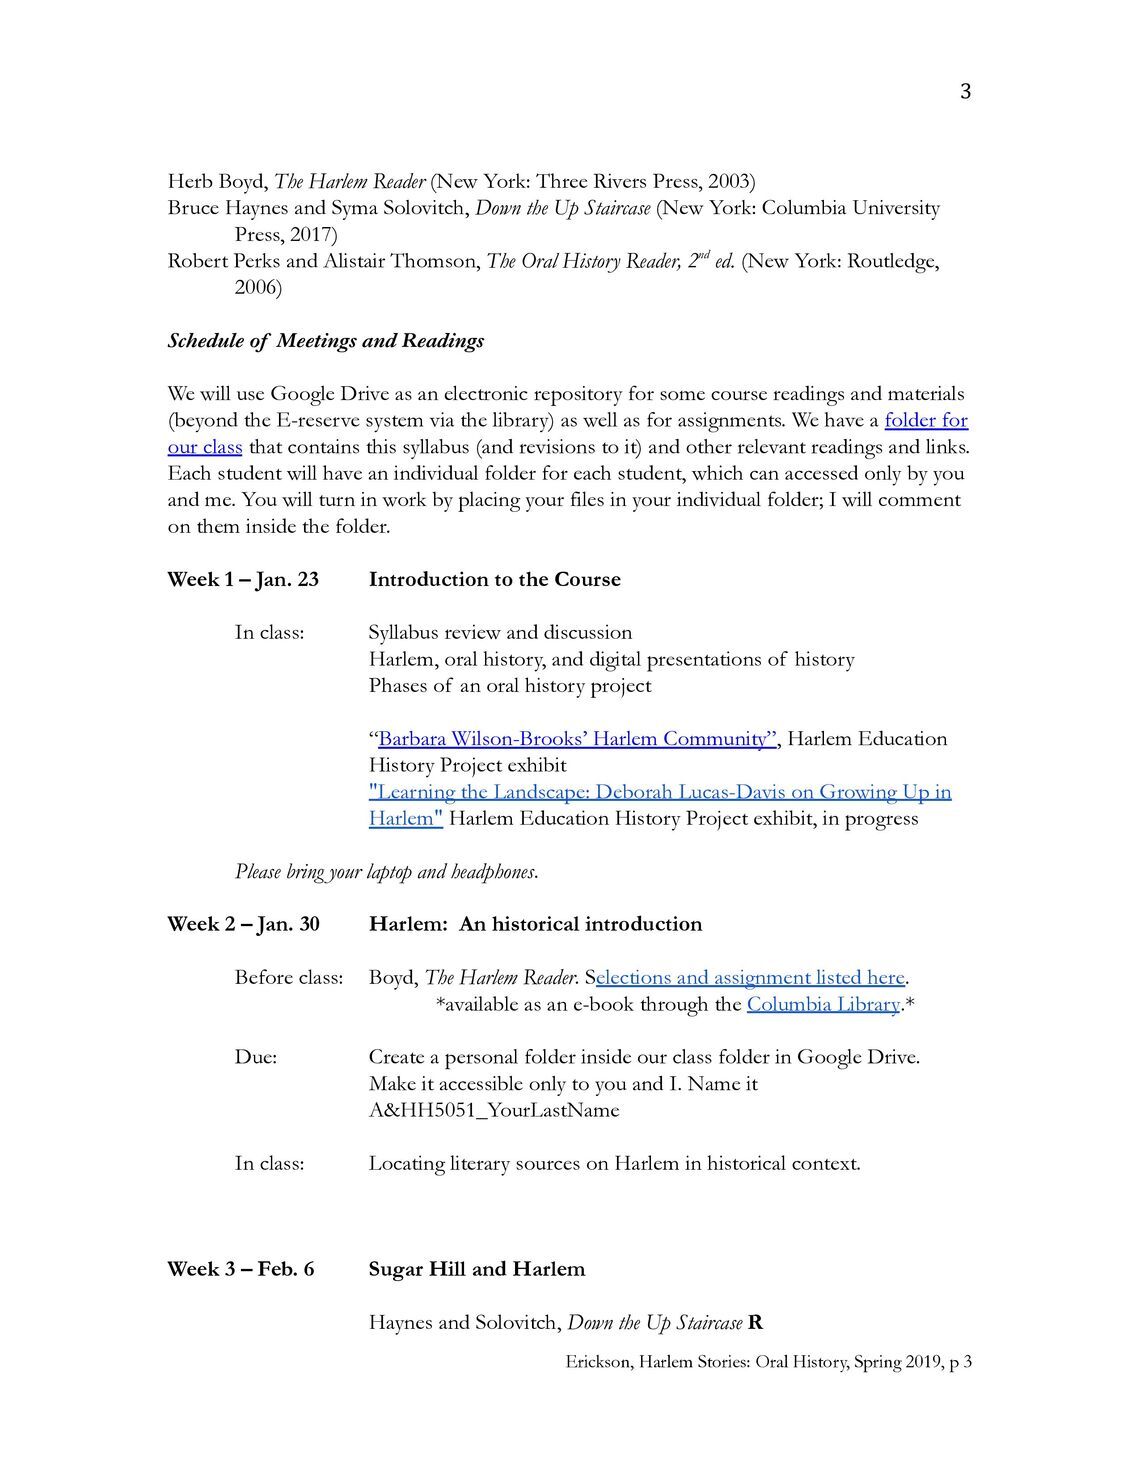 3
Herb Boyd, The Harlem Reader (New York: Three Rivers Press, 2003)
Bruce Haynes and Syma Solovitch, Down the Up Staircase (New York: Columbia University
Press, 2017)
Robert Perks and Alistair Thomson, The Oral History Reader, 2nd ed. (New York: Routledge,
2006)
Schedule of Meetings and Readings
We will use Google Drive as an electronic repository for some course readings and materials
(beyond the E-reserve system via the library) as well as for assignments. We have a folder for
our class that contains this syllabus (and revisions to it) and other relevant readings and links.
Each student will have an individual folder for each student, which can accessed only by you
and me. You will turn in work by placing your files in your individual folder; I will comment
on them inside the folder.
Week 1 – Jan. 23 Introduction to the Course
In class: Syllabus review and discussion
Harlem, oral history, and digital presentations of history
Phases of an oral history project
“Barbara Wilson-Brooks’ Harlem Community”, Harlem Education
History Project exhibit
"Learning the Landscape: Deborah Lucas-Davis on Growing Up in
Harlem" Harlem Education History Project exhibit, in progress
Please bring your laptop and headphones.
Week 2 – Jan. 30 Harlem: An historical introduction
Before class: Boyd, The Harlem Reader. Selections and assignment listed here.
*available as an e-book through the Columbia Library.*
Due: Create a personal folder inside our class folder in Google Drive.
Make it accessible only to you and I. Name it
A&HH5051_YourLastName
In class: Locating literary sources on Harlem in historical context.
Week 3 – Feb. 6 Sugar Hill and Harlem
Haynes and Solovitch, Down the Up Staircase R
Erickson, Harlem Stories: Oral History, Spring 2019, p 3